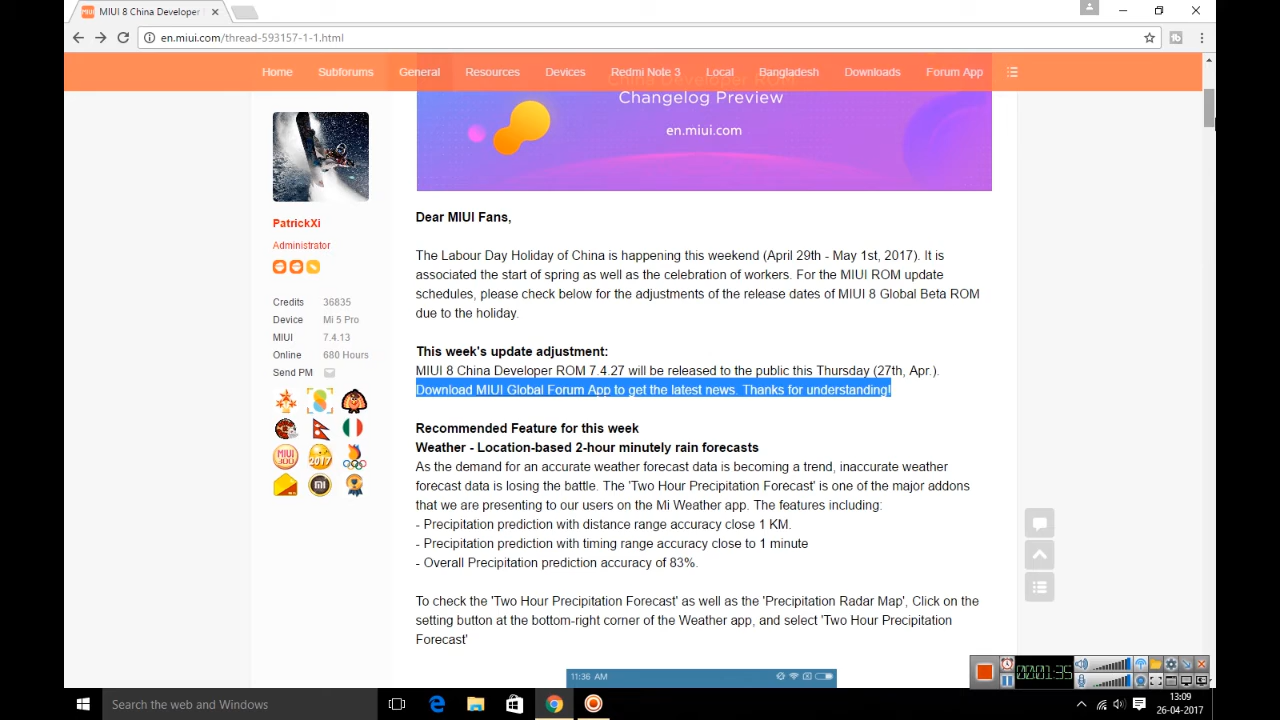 MIUI 8 China Developer
en.miui.com/thread-593157-1-1.html
Home Subforums General Resources Devices Redmi Note 3 Local Bangladesh Downloads Forum App
Changelog Preview
en.miui.com
PatrickXi
Administrator
Credits 36835
Device Mi 5 Pro
MIUI 7.4.13
Online 680 Hours
Send PM
MIUI
2017
Dear MIUI Fans,
The Labour Day Holiday of China is happening this weekend (April 29th - May 1st, 2017). It is
associated the start of spring as well as the celebration of workers. For the MIUI ROM update
schedules, please check below for the adjustments of the release dates of MIUI 8 Global Beta ROM
due to the holiday.
This week's update adjustment:
MIUI 8 China Developer ROM 7.4.27 will be released to the public this Thursday (27th, Apr.).
Download MIUI Global Forum App to get the latest news. Thanks for understanding!
Recommended Feature for this week
Weather - Location-based 2-hour minutely rain forecasts
As the demand for an accurate weather forecast data is becoming a trend, inaccurate weather
forecast data is losing the battle. The 'Two Hour Precipitation Forecast' is one of the major addons
that we are presenting to our users on the Mi Weather app. The features including:
- Precipitation prediction with distance range accuracy close 1 KM.
- Precipitation prediction with timing range accuracy close to 1 minute
- Overall Precipitation prediction accuracy of 83%.
To check the 'Two Hour Precipitation Forecast' as well as the 'Precipitation Radar Map', Click on the
setting button at the bottom-right corner of the Weather app, and select 'Two Hour Precipitation
Forecast'
11:36 AM
00:01:35
Search the web and Windows
13:09
26-04-2017